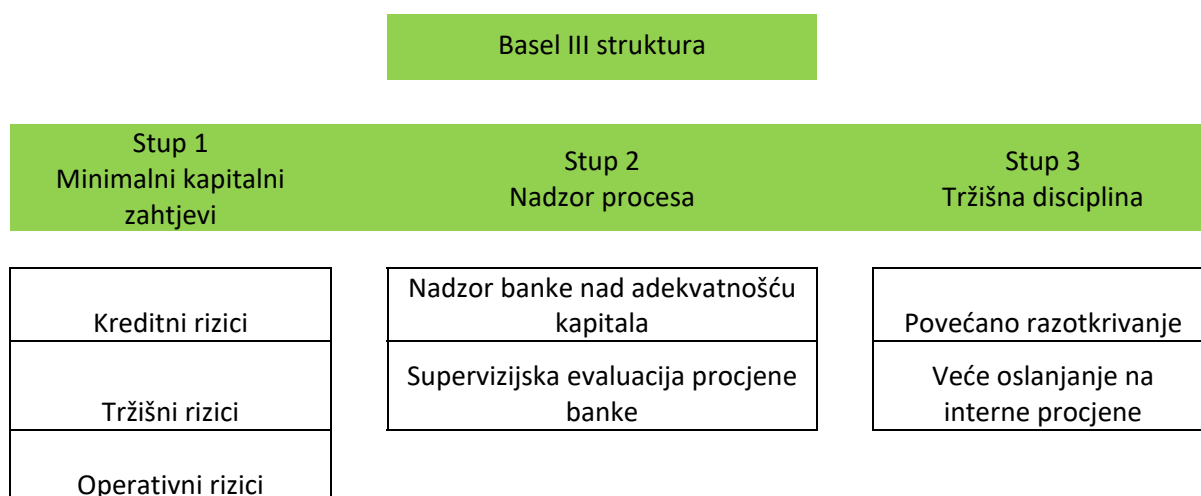 Basel III struktura
Stup 1
Minimalni kapitalni
zahtjevi
Stup 2
Nadzor procesa
Stup 3
Tržišna disciplina
Kreditni rizici
Tržišni rizici
Operativni rizici
Nadzor banke nad adekvatnošću
kapitala
Supervizijska evaluacija procjene
banke
Povećano razotkrivanje
Veće oslanjanje na
interne procjene